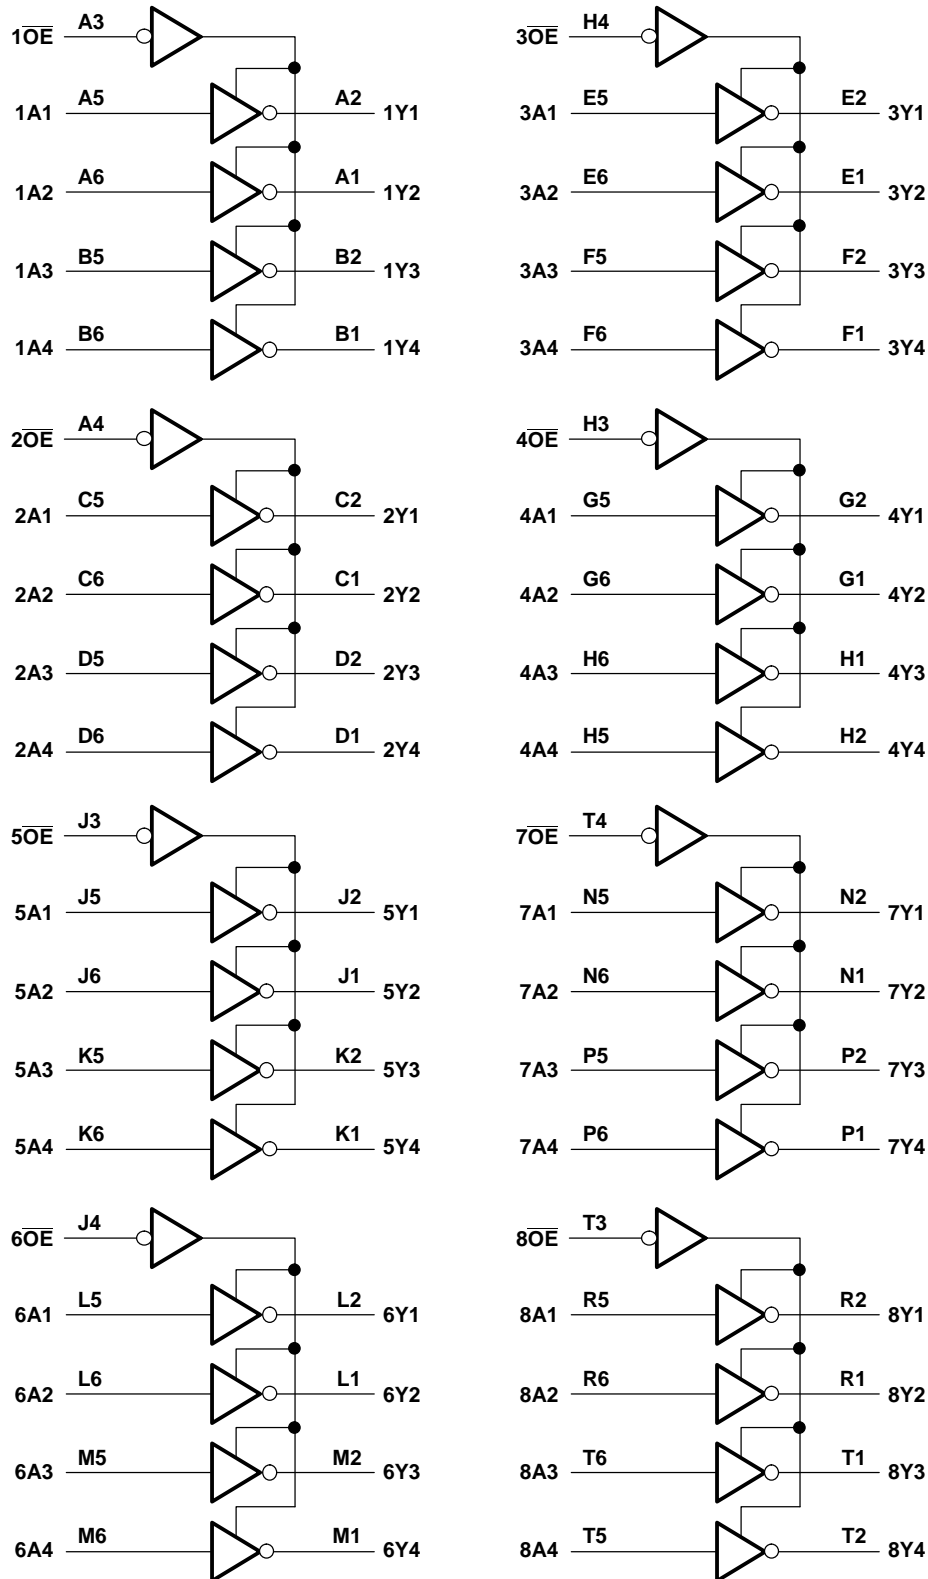 1OE A3
1A1 A5 A2 1Y1
1A2 A6 A1 1Y2
1A3 B5 B2 1Y3
1A4 B6 B1 1Y4
3OE H4
3A1 E5 E2 3Y1
3A2 E6 E1 3Y2
3A3 F5 F2 3Y3
3A4 F6 F1 3Y4
2OE A4
2A1 C5 C2 2Y1
2A2 C6 C1 2Y2
2A3 D5 D2 2Y3
2A4 D6 D1 2Y4
4OE H3
4A1 G5 G2 4Y1
4A2 G6 G1 4Y2
4A3 H6 H1 4Y3
4A4 H5 H2 4Y4
5OE J3
5A1 J5 J2 5Y1
5A2 J6 J1 5Y2
5A3 K5 K2 5Y3
5A4 K6 K1 5Y4
7OE T4
7A1 N5 N2 7Y1
7A2 N6 N1 7Y2
7A3 P5 P2 7Y3
7A4 P6 P1 7Y4
6OE J4
6A1 L5 L2 6Y1
6A2 L6 L1 6Y2
6A3 M5 M2 6Y3
6A4 M6 M1 6Y4
8OE T3
8A1 R5 R2 8Y1
8A2 R6 R1 8Y2
8A3 T6 T1 8Y3
8A4 T5 T2 8Y4